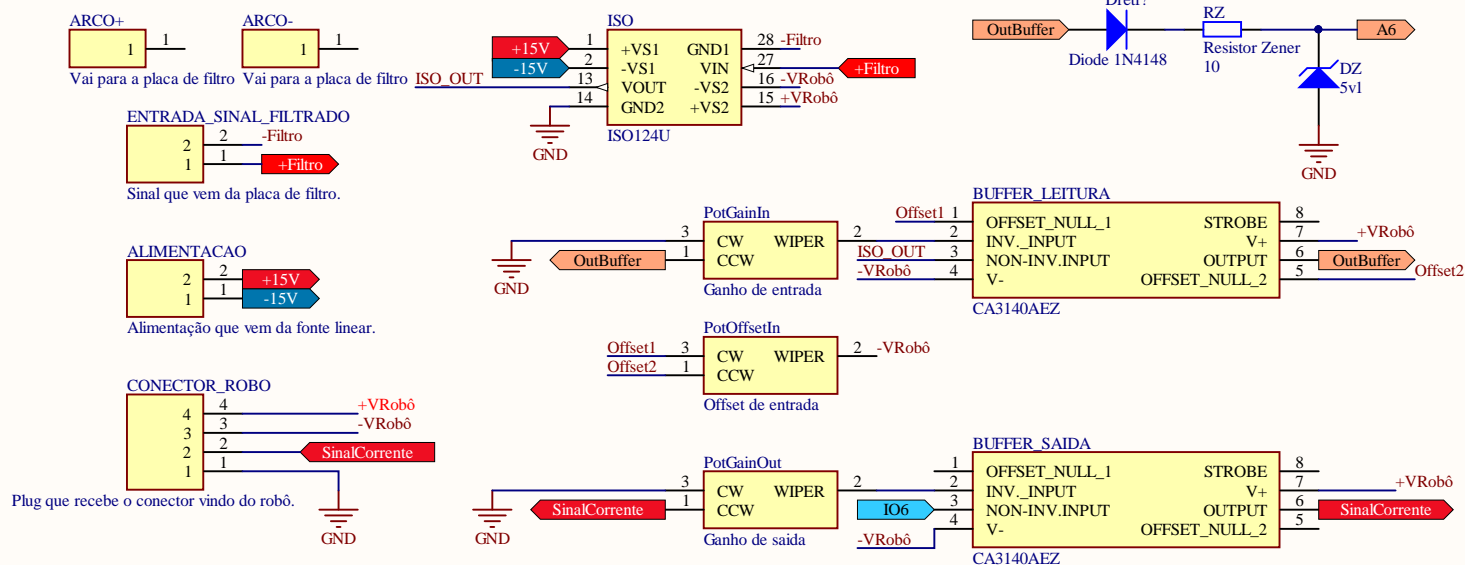 ARCO+
1
1
Vai para a placa de filtro
ARCO-
1
1
Vai para a placa de filtro
ENTRADA_SINAL_FILTRADO
2 2 -Filtro
1 1 +Filtro
Sinal que vem da placa de filtro.
ALIMENTACAO
2 2 +15V
1 1 -15V
Alimentação que vem da fonte linear.
CONECTOR_ROBO
4 4 +VRobô
3 3 -VRobô
2 2 SinalCorrente
1 1
Plug que recebe o conector vindo do robô.
GND
ISO
+15V 1 +VS1 GND1 28 -Filtro
-15V 2 -VS1 VIN 27 +Filtro
ISO_OUT 13 VOUT -VS2 16 -VRobô
14 GND2 +VS2 15 +VRobô
ISO124U
GND
OutBuffer
Diode 1N4148
RZ
Resistor Zener
10
A6
DZ
5v1
GND
PotGainIn
3 CW WIPER 2
OutBuffer 1 CCW
Ganho de entrada
GND
BUFFER_LEITURA
Offset1 1 OFFSET_NULL_1 STROBE 8
2 INV._INPUT V+ 7 +VRobô
ISO_OUT 3 NON-INV.INPUT OUTPUT 6 OutBuffer
-VRobô 4 V- OFFSET_NULL_2 5 Offset2
CA3140AEZ
PotOffsetIn
Offset1 3 CW WIPER 2 -VRobô
Offset2 1 CCW
Offset de entrada
PotGainOut
3 CW WIPER 2
SinalCorrente 1 CCW
Ganho de saida
GND
BUFFER_SAIDA
1 OFFSET_NULL_1 STROBE 8
2 INV._INPUT V+ 7 +VRobô
IO6 3 NON-INV.INPUT OUTPUT 6 SinalCorrente
-VRobô 4 V- OFFSET_NULL_2 5
CA3140AEZ